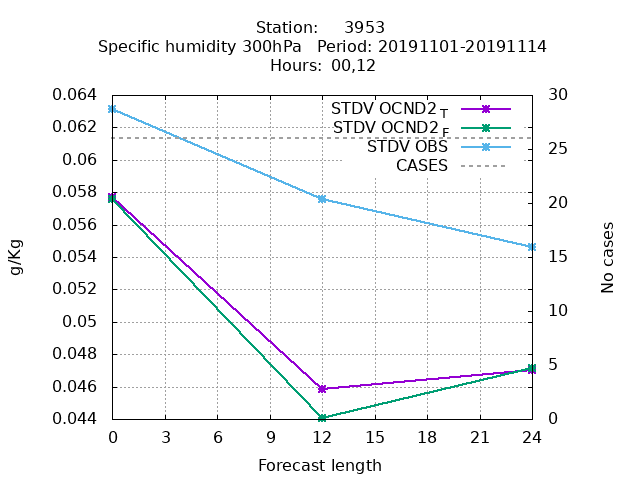 Station: 3953
Specific humidity 300hPa Period: 20191101-20191114
Hours: 00,12
0.064
0.062
0.06
0.058
0.056
0.054
0.052
0.05
0.048
0.046
0.044
g/Kg
STDV OCND2 T
STDV OCND2 F
STDV OBS
CASES
30
25
20
15
10
5
0
No cases
0 3 6 9 12 15 18 21 24
Forecast length